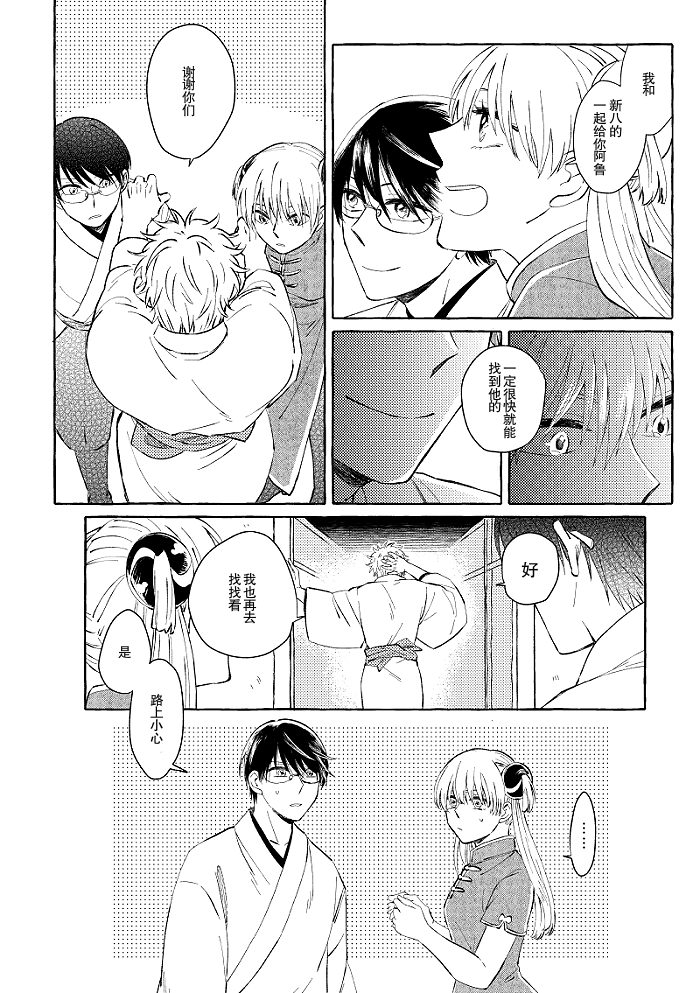 我和
新八的
一起给你阿鲁
一定很快就能
找到他的
谢谢你们
好
我也再去
找找看
是
路上小心
……